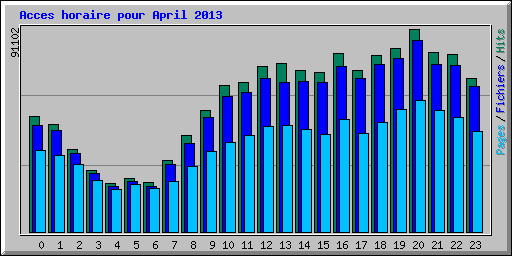 Acces horaire pour April 2013
91102
Pages / Fichiers / Hits
0 1 2 3 4 5 6 7 8 9 10 11 12 13 14 15 16 17 18 19 20 21 22 23